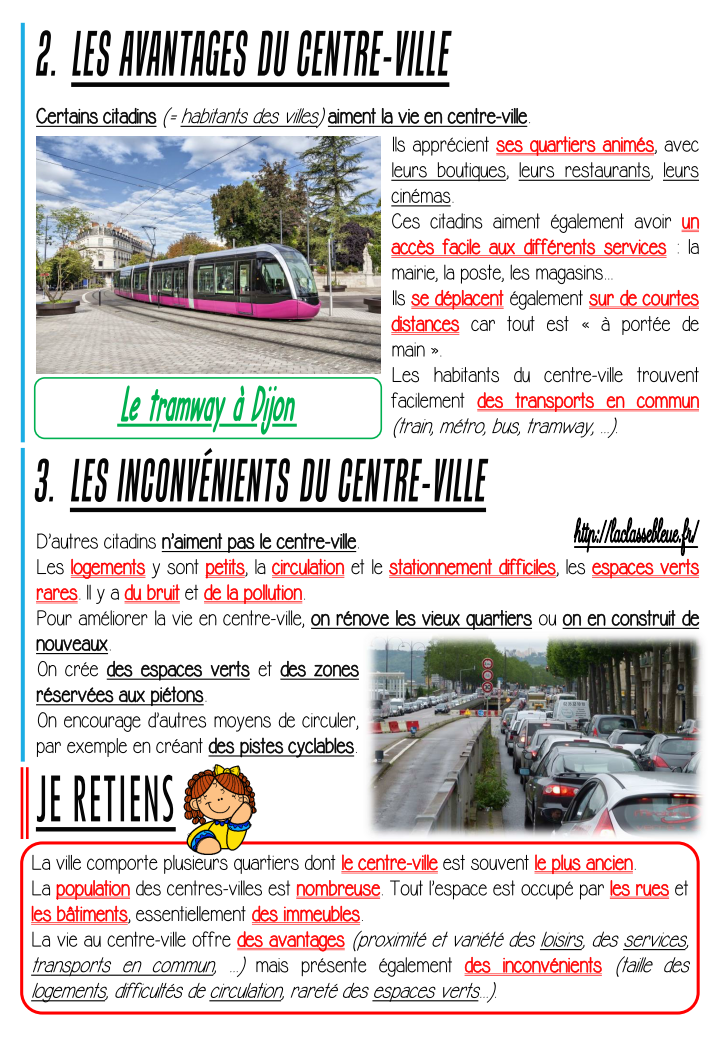 2. LES AVANTAGES DU CENTRE-VILLE
Certains citadins (= habitants des villes) aiment la vie en centre-ville.
Ils apprécient ses quartiers animés, avec
leurs boutiques, leurs restaurants, leurs
cinémas.
Ces citadins aiment également avoir un
accès facile aux différents services : la
mairie, la poste, les magasins...
Ils se déplacent également sur de courtes
distances car tout est « à portée de
main ».
Les habitants du centre-ville trouvent
facilement des transports en commun
(train, métro, bus, tramway, ...).
Le tramway à Dijon
3. LES INCONVÉNIENTS DU CENTRE-VILLE
http://laclassebleue.fr/
D'autres citadins n'aiment pas le centre-ville.
Les logements y sont petits, la circulation et le stationnement difficiles, les espaces verts
rares. Il y a du bruit et de la pollution.
Pour améliorer la vie en centre-ville, on rénove les vieux quartiers ou on en construit de
nouveaux.
On crée des espaces verts et des zones
réservées aux piétons.
On encourage d'autres moyens de circuler,
par exemple en créant des pistes cyclables.
JE RETIENS
La ville comporte plusieurs quartiers dont le centre-ville est souvent le plus ancien.
La population des centres-villes est nombreuse. Tout l'espace est occupé par les rues et
les bâtiments, essentiellement des immeubles.
La vie au centre-ville offre des avantages (proximité et variété des loisirs, des services,
transports en commun, ...) mais présente également des inconvénients (taille des
logements, difficultés de circulation, rareté des espaces verts...).